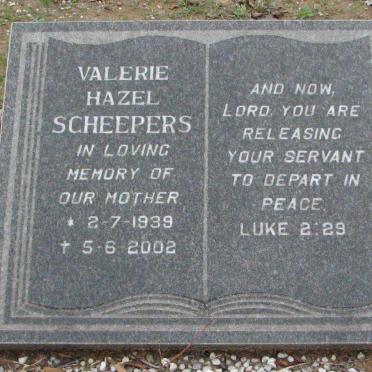 VALERIE
HAZEL
SCHEEPERS
IN LOVING
MEMORY OF
OUR MOTHER
* 2-7-1939
† 5-6-2002
AND NOW,
LORD, YOU ARE
RELEASING
YOUR SERVANT
TO DEPART IN
PEACE.
LUKE 2:29